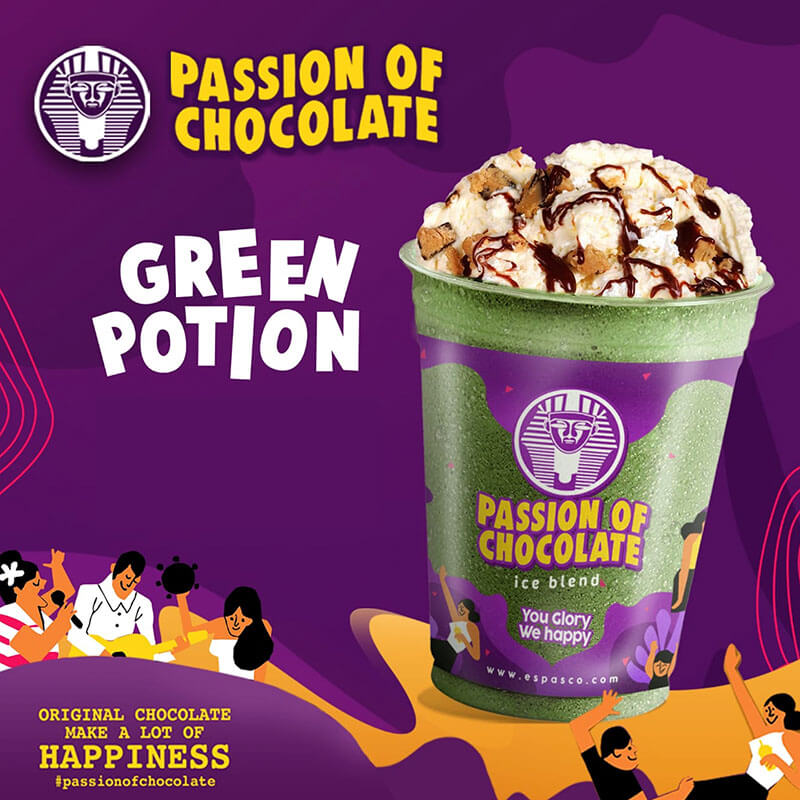 PASSION OF
CHOCOLATE
GREEN
POTION
PASSION OF
CHOCOLATE
ice blend
You Glory
We happy
www.espasco.com
ORIGINAL CHOCOLATE
MAKE A LOT OF
HAPPINESS
#passionofchocolate